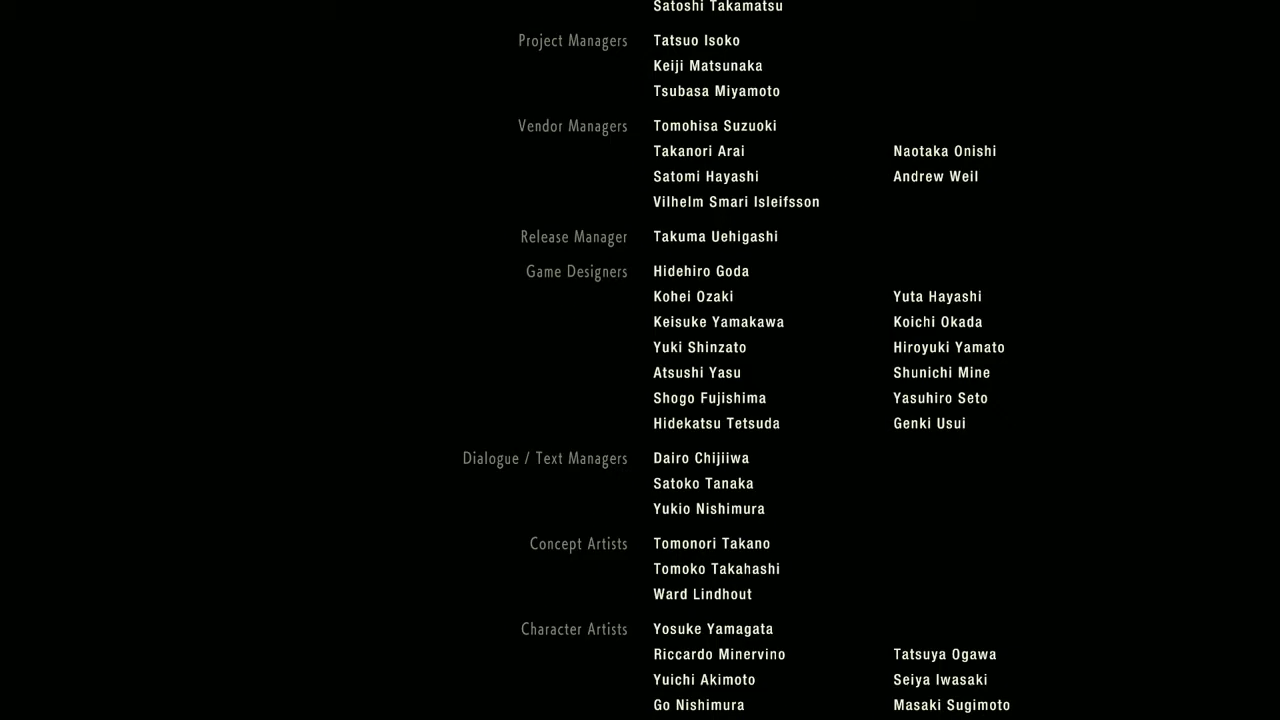 Satoshi Takamatsu
Project Managers Tatsuo Isoko
Keiji Matsunaka
Tsubasa Miyamoto
Vendor Managers Tomohisa Suzuoki
Takanori Arai Naotaka Onishi
Satomi Hayashi Andrew Weil
Vilhelm Smari Isleifsson
Release Manager Takuma Uehigashi
Game Designers Hidehiro Goda
Kohei Ozaki Yuta Hayashi
Keisuke Yamakawa Koichi Okada
Yuki Shinzato Hiroyuki Yamato
Atsushi Yasu Shunichi Mine
Shogo Fujishima Yasuhiro Seto
Hidekatsu Tetsuda Genki Usui
Dialogue / Text Managers Dairo Chijiiwa
Satoko Tanaka
Yukio Nishimura
Concept Artists Tomonori Takano
Tomoko Takahashi
Ward Lindhout
Character Artists Yosuke Yamagata
Riccardo Minervino Tatsuya Ogawa
Yuichi Akimoto Seiya Iwasaki
Go Nishimura Masaki Sugimoto